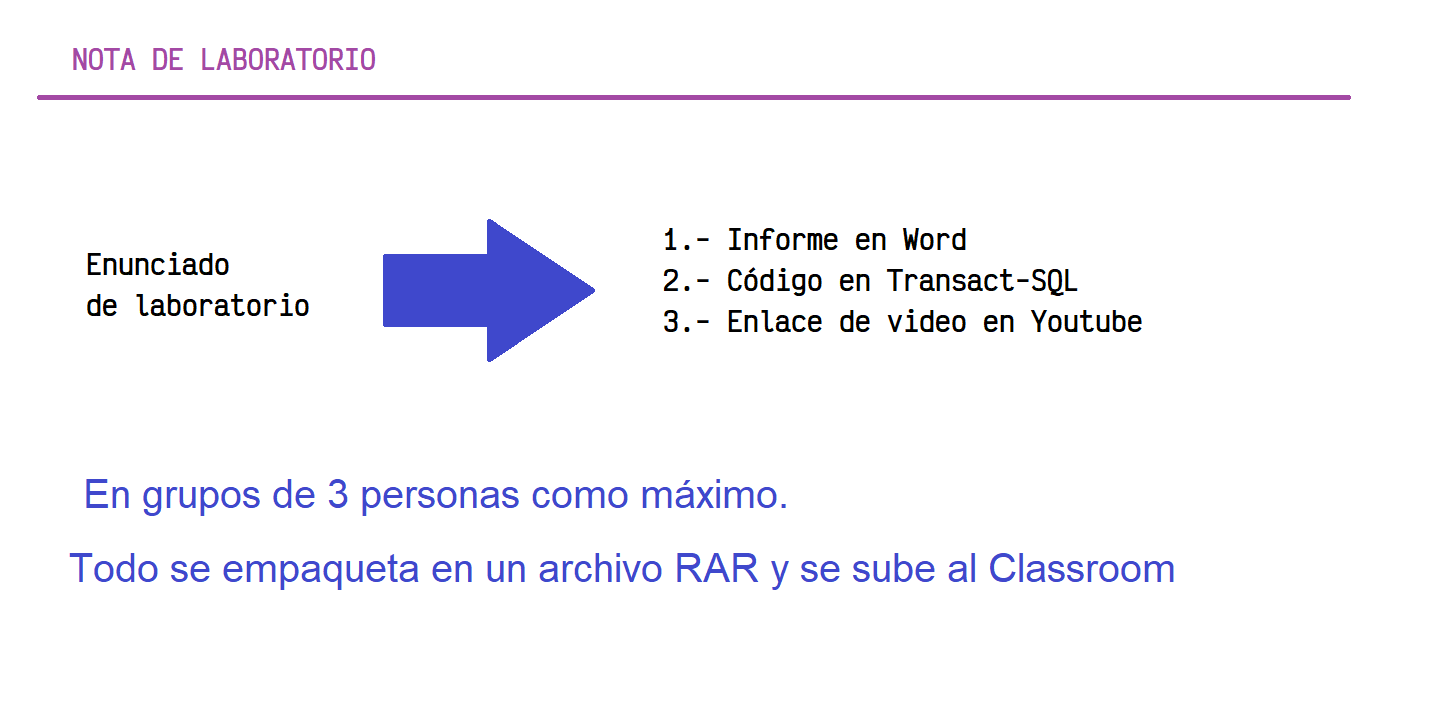 NOTA DE LABORATORIO
Enunciado
de laboratorio
1.- Informe en Word
2.- Código en Transact-SQL
3.- Enlace de video en Youtube
En grupos de 3 personas como máximo.
Todo se empaqueta en un archivo RAR y se sube al Classroom